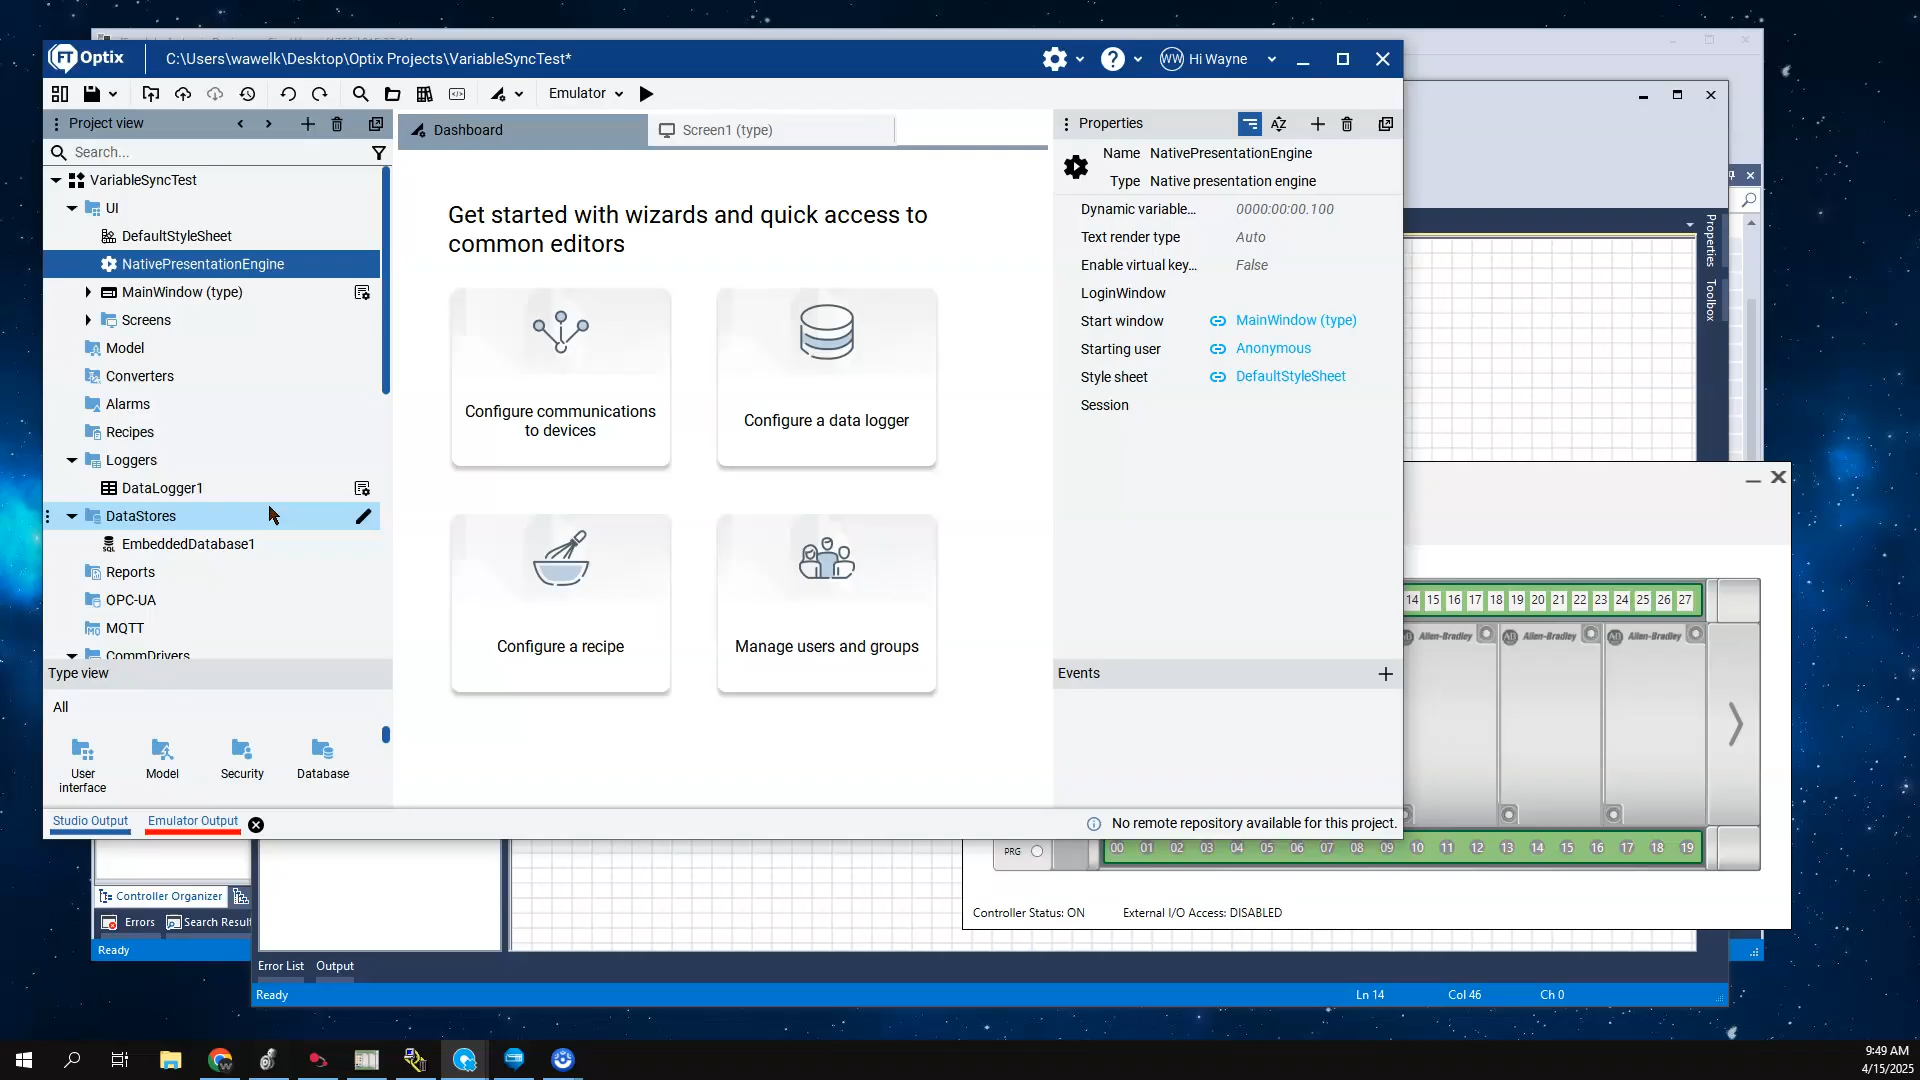 FT Optix
C:\Users\wawelk\Desktop\Optix Projects\VariableSyncTest*
WW Hi Wayne
Emulator
Project view
Search...
VariableSyncTest
UI
DefaultStyleSheet
NativePresentationEngine
MainWindow (type)
Screens
Model
Converters
Alarms
Recipes
Loggers
DataLogger1
DataStores
EmbeddedDatabase1
Reports
OPC-UA
MQTT
CommDrivers
Type view
All
User interface
Model
Security
Database
Studio Output
Emulator Output
Dashboard
Screen1 (type)
Get started with wizards and quick access to
common editors
Configure communications
to devices
Configure a data logger
Configure a recipe
Manage users and groups
Properties
Name NativePresentationEngine
Type Native presentation engine
Dynamic variable... 0000:00:00.100
Text render type Auto
Enable virtual key... False
LoginWindow
Start window MainWindow (type)
Starting user Anonymous
Style sheet DefaultStyleSheet
Session
Events
No remote repository available for this project.
Properties
Toolbox
14 15 16 17 18 19 20 21 22 23 24 25 26 27
AB Allen-Bradley AB Allen-Bradley AB Allen-Bradley
PRG
00 01 02 03 04 05 06 07 08 09 10 11 12 13 14 15 16 17 18 19
Controller Status: ON External I/O Access: DISABLED
Controller Organizer
Errors Search Result
Ready
Error List Output
Ready Ln 14 Col 46 Ch 0
9:49 AM
4/15/2025